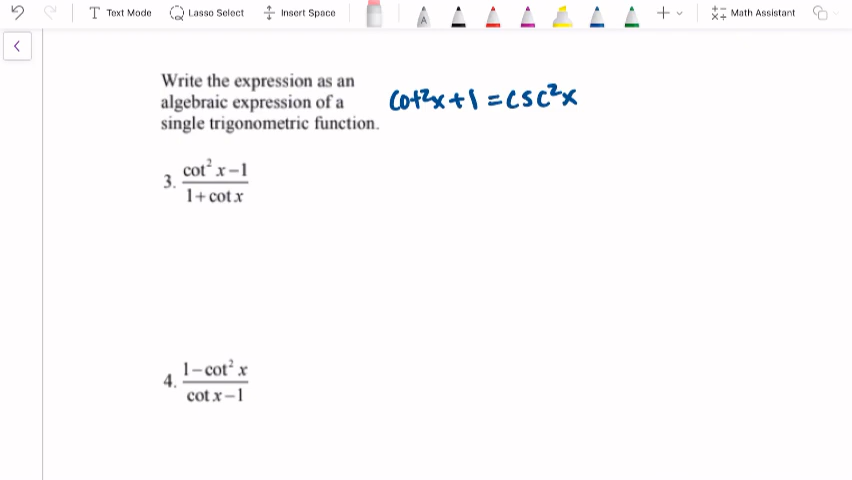 Text Mode Lasso Select Insert Space Math Assistant
Write the expression as an
algebraic expression of a
single trigonometric function.
cot²x+1=csc²x
3. (cot² x−1)/(1+cot x)
4. (1−cot² x)/(cot x−1)